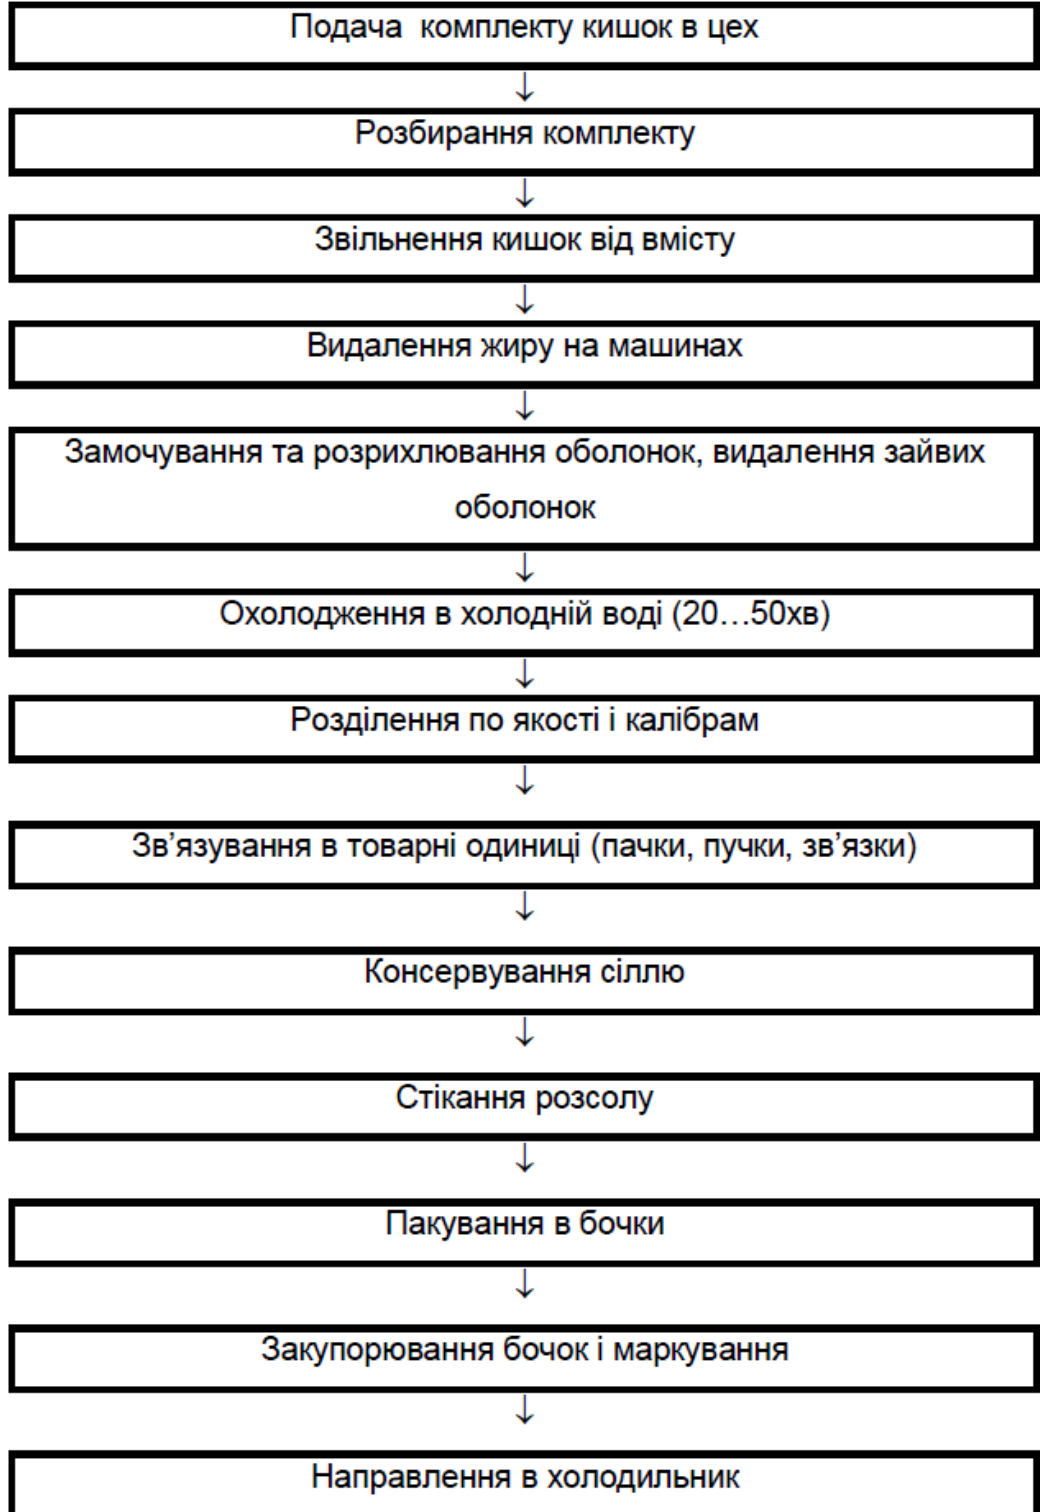 Подача комплекту кишок в цех
↓
Розбирання комплекту
↓
Звільнення кишок від вмісту
↓
Видалення жиру на машинах
↓
Замочування та розрихлювання оболонок, видалення зайвих
оболонок
↓
Охолодження в холодній воді (20…50хв)
↓
Розділення по якості і калібрам
↓
Зв’язування в товарні одиниці (пачки, пучки, зв’язки)
↓
Консервування сіллю
↓
Стікання розсолу
↓
Пакування в бочки
↓
Закупорювання бочок і маркування
↓
Направлення в холодильник